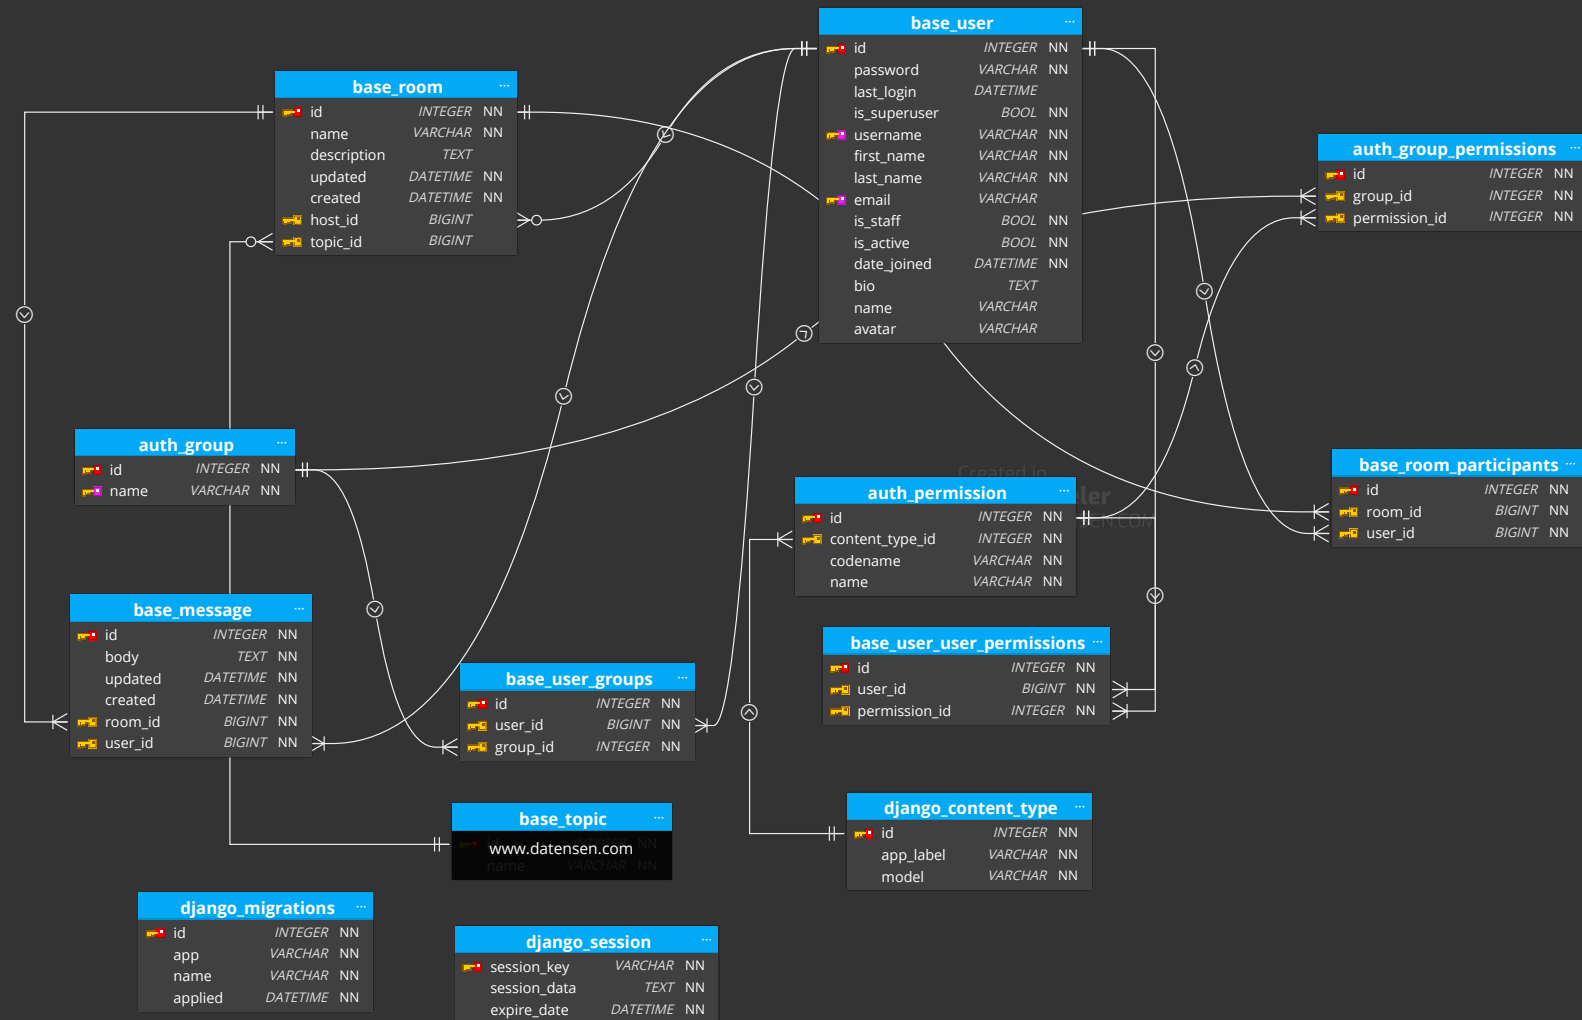 base_user ...
id INTEGER NN
password VARCHAR NN
last_login DATETIME
is_superuser BOOL NN
username VARCHAR NN
first_name VARCHAR NN
last_name VARCHAR NN
email VARCHAR
is_staff BOOL NN
is_active BOOL NN
date_joined DATETIME NN
bio TEXT
name VARCHAR
avatar VARCHAR
base_room ...
id INTEGER NN
name VARCHAR NN
description TEXT
updated DATETIME NN
created DATETIME NN
host_id BIGINT
topic_id BIGINT
auth_group_permissions ...
id INTEGER NN
group_id INTEGER NN
permission_id INTEGER NN
auth_group ...
id INTEGER NN
name VARCHAR NN
base_room_participants ...
id INTEGER NN
room_id BIGINT NN
user_id BIGINT NN
Created in
auth_permission ...
id INTEGER NN
content_type_id INTEGER NN
codename VARCHAR NN
name VARCHAR NN
base_message ...
id INTEGER NN
body TEXT NN
updated DATETIME NN
created DATETIME NN
room_id BIGINT NN
user_id BIGINT NN
base_user_user_permissions ...
id INTEGER NN
user_id BIGINT NN
permission_id INTEGER NN
base_user_groups ...
id INTEGER NN
user_id BIGINT NN
group_id INTEGER NN
base_topic ...
www.datensen.com
name VARCHAR NN
django_content_type ...
id INTEGER NN
app_label VARCHAR NN
model VARCHAR NN
django_migrations ...
id INTEGER NN
app VARCHAR NN
name VARCHAR NN
applied DATETIME NN
django_session ...
session_key VARCHAR NN
session_data TEXT NN
expire_date DATETIME NN